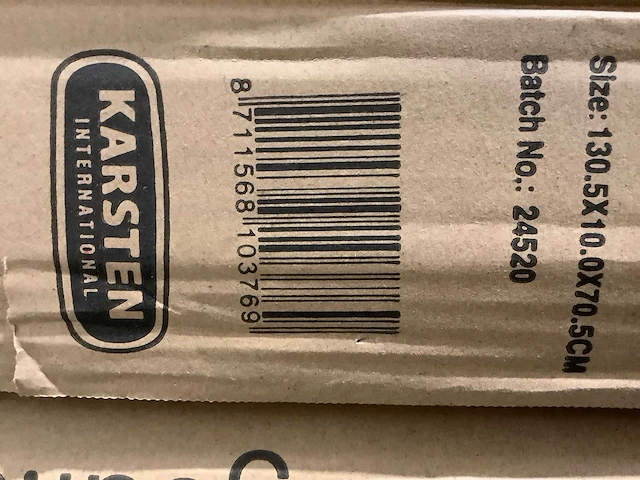 Size: 130.5X10.0X70.5CM
Batch No.: 24520
8 711568 103769
KARSTEN
INTERNATIONAL